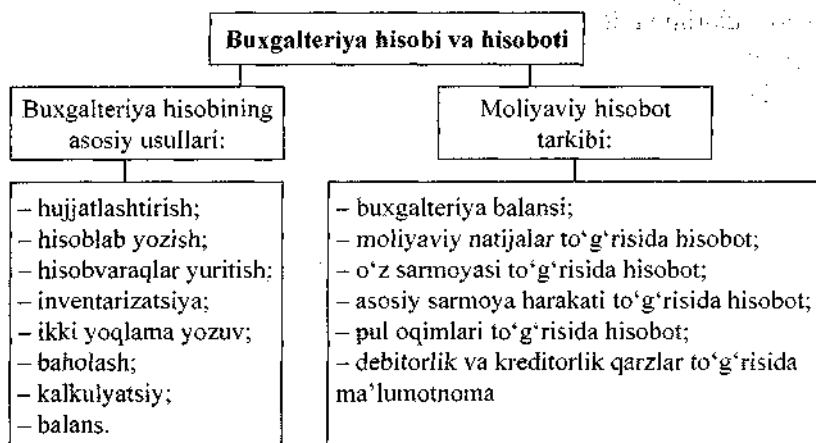 Buxgalteriya hisobi va hisoboti
Buxgalteriya hisobining
asosiy usullari:
Moliyaviy hisobot
tarkibi:
– hujjatlashtirish;
– hisoblab yozish;
– hisobvaraqlar yuritish;
– inventarizatsiya;
– ikki yoqlama yozuv;
– baholash;
– kalkulyatsiy;
– balans.
– buxgalteriya balansi;
– moliyaviy natijalar to‘g‘risida hisobot;
– o‘z sarmoyasi to‘g‘risida hisobot;
– asosiy sarmoya harakati to‘g‘risida hisobot;
– pul oqimlari to‘g‘risida hisobot;
– debitorlik va kreditorlik qarzlar to‘g‘risida
ma’lumotnoma